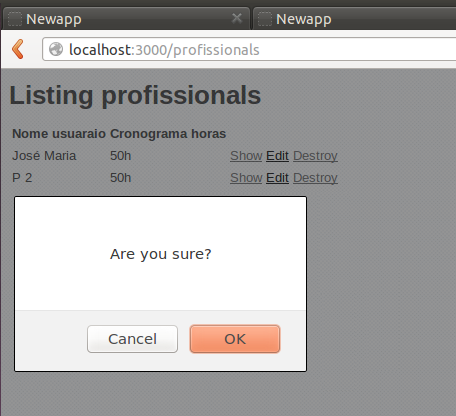 Newapp Newapp
localhost:3000/profissionals
Listing profissionals
Nome usuaraio Cronograma horas
José Maria 50h Show Edit Destroy
P 2 50h Show Edit Destroy
Are you sure?
Cancel OK